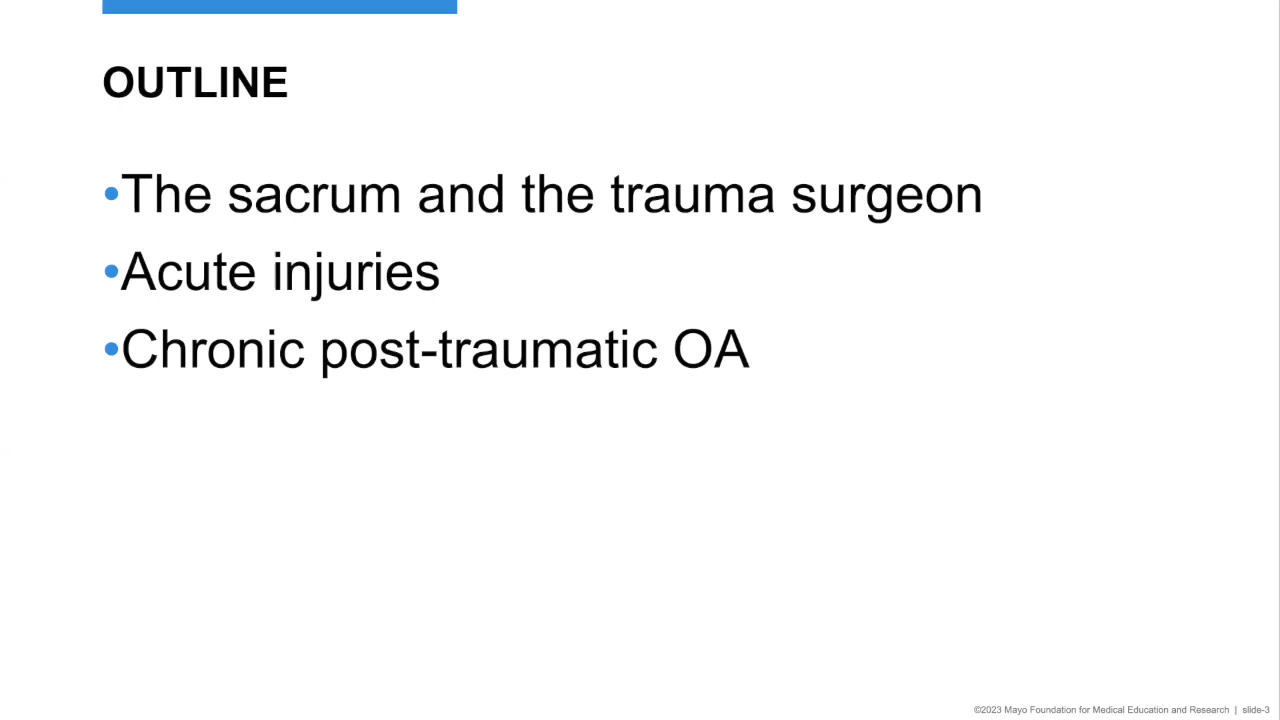 OUTLINE
•The sacrum and the trauma surgeon
•Acute injuries
•Chronic post-traumatic OA
©2023 Mayo Foundation for Medical Education and Research | slide-3